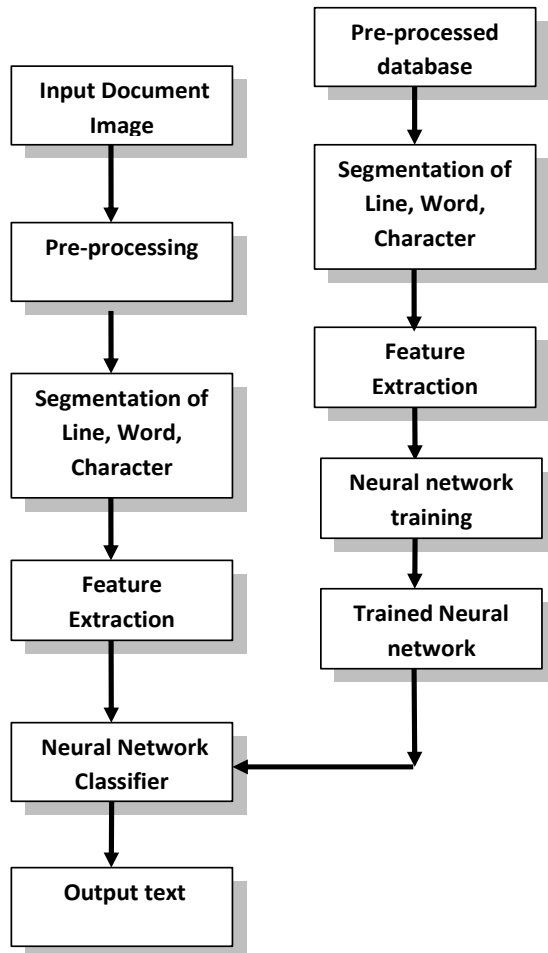 Input Document
Image
Pre-processing
Segmentation of
Line, Word,
Character
Feature
Extraction
Neural Network
Classifier
Output text
Pre-processed
database
Segmentation of
Line, Word,
Character
Feature
Extraction
Neural network
training
Trained Neural
network